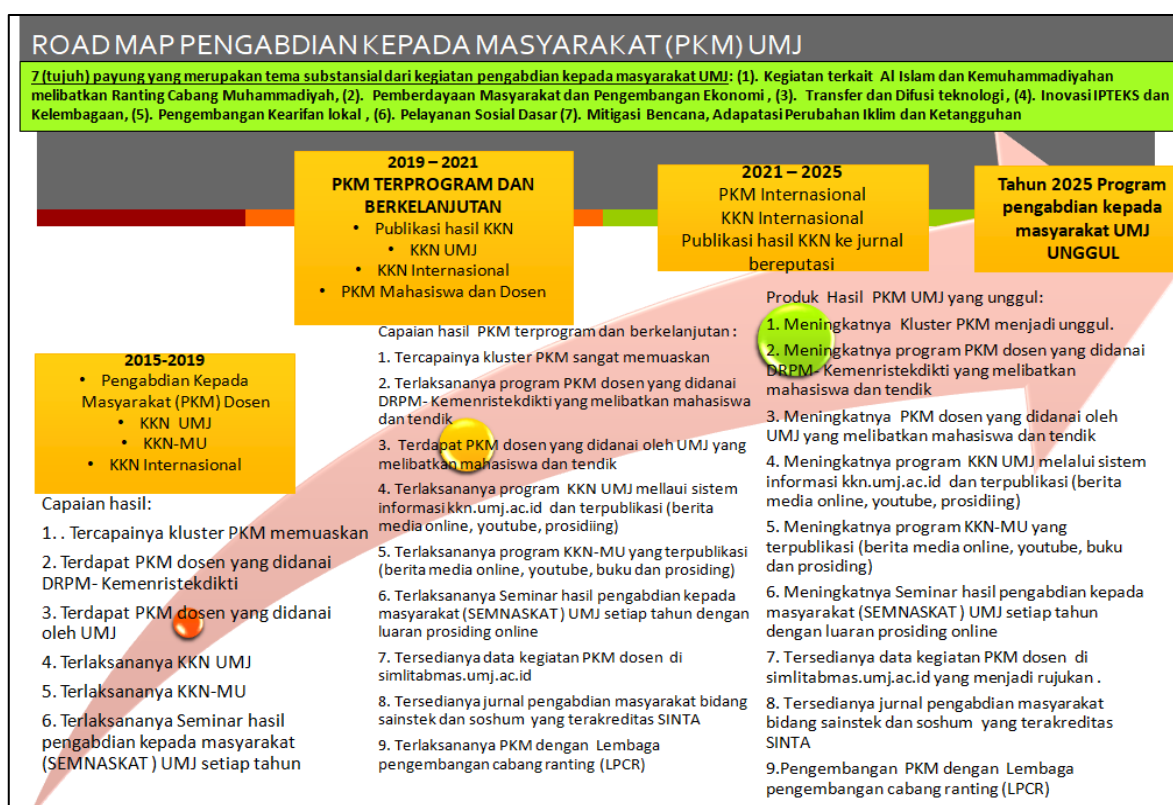 ROAD MAP PENGABDIAN KEPADA MASYARAKAT (PKM) UMJ
7 (tujuh) payung yang merupakan tema substansial dari kegiatan pengabdian kepada masyarakat UMJ: (1). Kegiatan terkait Al Islam dan Kemuhammadiyahan
melibatkan Ranting Cabang Muhammadiyah, (2). Pemberdayaan Masyarakat dan Pengembangan Ekonomi , (3). Transfer dan Difusi teknologi , (4). Inovasi IPTEKS dan
Kelembagaan, (5). Pengembangan Kearifan lokal , (6). Pelayanan Sosial Dasar (7). Mitigasi Bencana, Adapatasi Perubahan Iklim dan Ketangguhan
2015-2019
• Pengabdian Kepada
Masyarakat (PKM) Dosen
• KKN UMJ
• KKN-MU
• KKN Internasional
Capaian hasil:
1. . Tercapainya kluster PKM memuaskan
2. Terdapat PKM dosen yang didanai
DRPM- Kemenristekdikti
3. Terdapat PKM dosen yang didanai
oleh UMJ
4. Terlaksananya KKN UMJ
5. Terlaksananya KKN-MU
6. Terlaksananya Seminar hasil
pengabdian kepada masyarakat
(SEMNASKAT ) UMJ setiap tahun
2019 – 2021
PKM TERPROGRAM DAN
BERKELANJUTAN
• Publikasi hasil KKN
• KKN UMJ
• KKN Internasional
• PKM Mahasiswa dan Dosen
Capaian hasil PKM terprogram dan berkelanjutan :
1. Tercapainya kluster PKM sangat memuaskan
2. Terlaksananya program PKM dosen yang didanai
DRPM- Kemenristekdikti yang melibatkan mahasiswa
dan tendik
3. Terdapat PKM dosen yang didanai oleh UMJ yang
melibatkan mahasiswa dan tendik
4. Terlaksananya program KKN UMJ mellaui sistem
informasi kkn.umj.ac.id dan terpublikasi (berita
media online, youtube, prosidiing)
5. Terlaksananya program KKN-MU yang terpublikasi
(berita media online, youtube, buku dan prosiding)
6. Terlaksananya Seminar hasil pengabdian kepada
masyarakat (SEMNASKAT ) UMJ setiap tahun dengan
luaran prosiding online
7. Tersedianya data kegiatan PKM dosen di
simlitabmas.umj.ac.id
8. Tersedianya jurnal pengabdian masyarakat bidang
sainstek dan soshum yang terakreditas SINTA
9. Terlaksananya PKM dengan Lembaga
pengembangan cabang ranting (LPCR)
2021 – 2025
PKM Internasional
KKN Internasional
Publikasi hasil KKN ke jurnal
bereputasi
Produk Hasil PKM UMJ yang unggul:
1. Meningkatnya Kluster PKM menjadi unggul.
2. Meningkatnya program PKM dosen yang didanai
DRPM- Kemenristekdikti yang melibatkan
mahasiswa dan tendik
3. Meningkatnya PKM dosen yang didanai oleh
UMJ yang melibatkan mahasiswa dan tendik
4. Meningkatnya program KKN UMJ melalui sistem
informasi kkn.umj.ac.id dan terpublikasi (berita
media online, youtube, prosiding)
5. Meningkatnya program KKN-MU yang
terpublikasi (berita media online, youtube, buku
dan prosiding)
6. Meningkatnya Seminar hasil pengabdian kepada
masyarakat (SEMNASKAT ) UMJ setiap tahun
dengan luaran prosiding online
7. Tersedianya data kegiatan PKM dosen di
simlitabmas.umj.ac.id yang menjadi rujukan .
8. Tersedianya jurnal pengabdian masyarakat
bidang sainstek dan soshum yang terakreditas
SINTA
9.Pengembangan PKM dengan Lembaga
pengembangan cabang ranting (LPCR)
Tahun 2025 Program
pengabdian kepada
masyarakat UMJ
UNGGUL